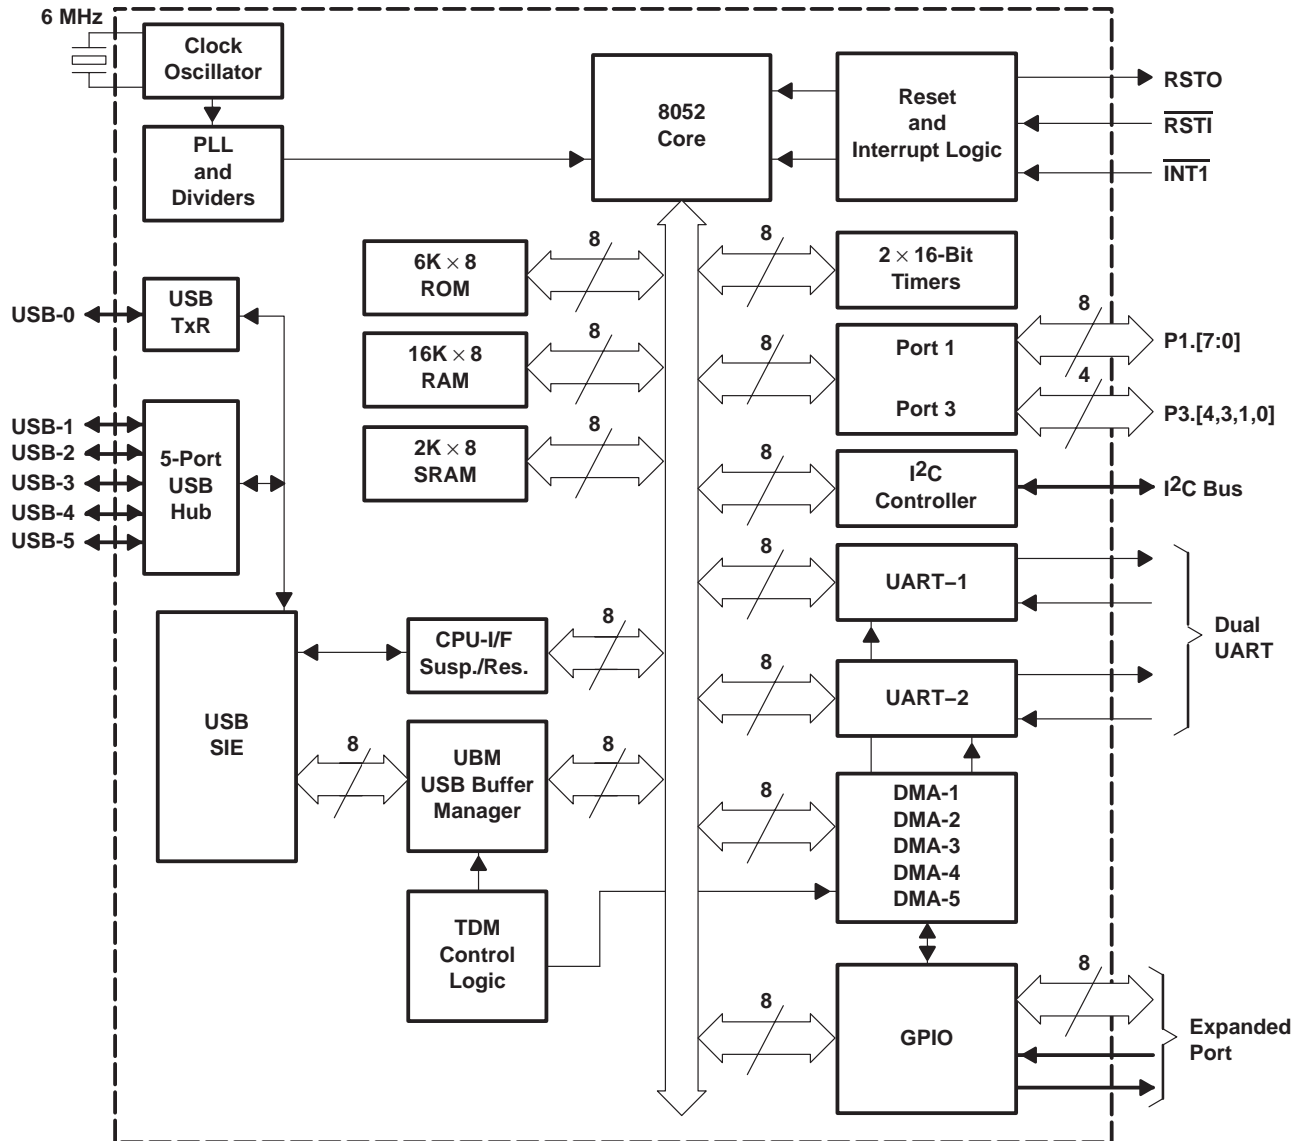 6 MHz
Clock
Oscillator
PLL
and
Dividers
8052
Core
Reset
and
Interrupt Logic
RSTO
RSTI
INT1
6K × 8
ROM
8
8
2 × 16-Bit
Timers
USB-0
USB
TxR
16K × 8
RAM
8
8
Port 1
Port 3
8
P1.[7:0]
4
P3.[4,3,1,0]
USB-1
USB-2
USB-3
USB-4
USB-5
5-Port
USB
Hub
2K × 8
SRAM
8
8
I2C
Controller
I2C Bus
8
UART–1
Dual
UART
USB
SIE
CPU-I/F
Susp./Res.
8
8
UART–2
8
UBM
USB Buffer
Manager
8
8
DMA-1
DMA-2
DMA-3
DMA-4
DMA-5
TDM
Control
Logic
8
GPIO
8
Expanded
Port